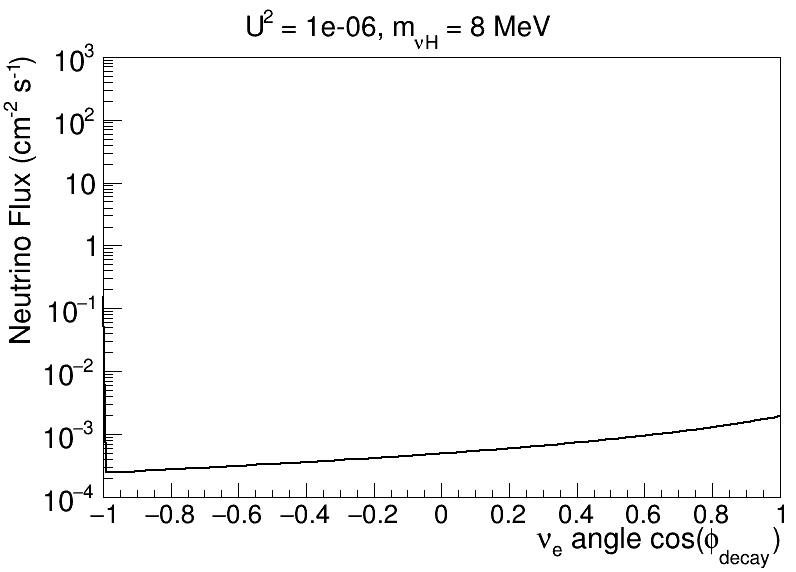 U² = 1e-06, m_νH = 8 MeV
Neutrino Flux (cm⁻² s⁻¹)
10³
10²
10
1
10⁻¹
10⁻²
10⁻³
10⁻⁴
−1 −0.8 −0.6 −0.4 −0.2 0 0.2 0.4 0.6 0.8 1
ν_e angle cos(ϕ_decay)